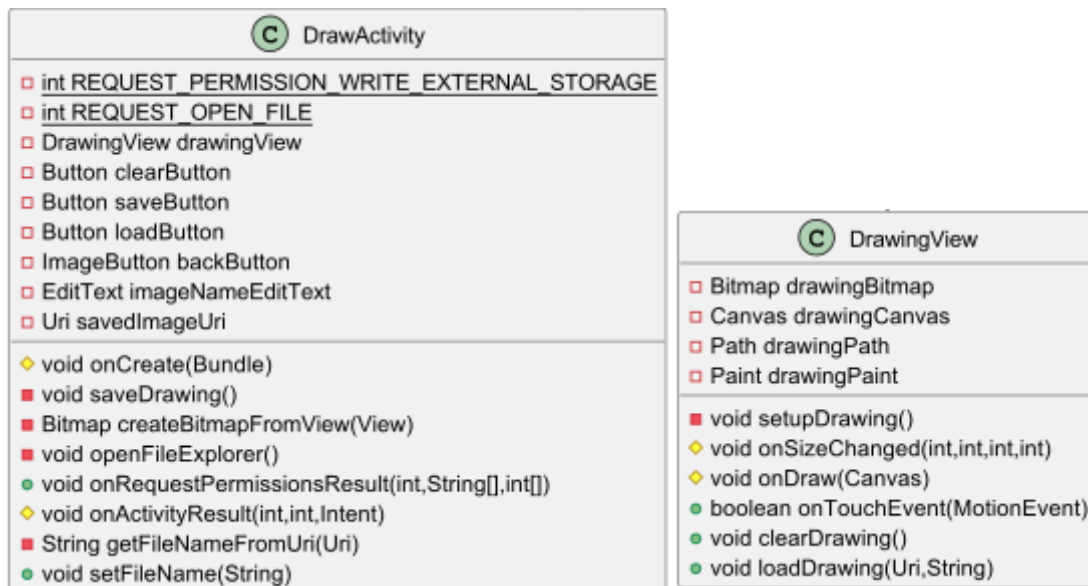 C DrawActivity
int REQUEST_PERMISSION_WRITE_EXTERNAL_STORAGE
int REQUEST_OPEN_FILE
DrawingView drawingView
Button clearButton
Button saveButton
Button loadButton
ImageButton backButton
EditText imageNameEditText
Uri savedImageUri
void onCreate(Bundle)
void saveDrawing()
Bitmap createBitmapFromView(View)
void openFileExplorer()
void onRequestPermissionsResult(int,String[],int[])
void onActivityResult(int,int,Intent)
String getFileNameFromUri(Uri)
void setFileName(String)
C DrawingView
Bitmap drawingBitmap
Canvas drawingCanvas
Path drawingPath
Paint drawingPaint
void setupDrawing()
void onSizeChanged(int,int,int,int)
void onDraw(Canvas)
boolean onTouchEvent(MotionEvent)
void clearDrawing()
void loadDrawing(Uri,String)